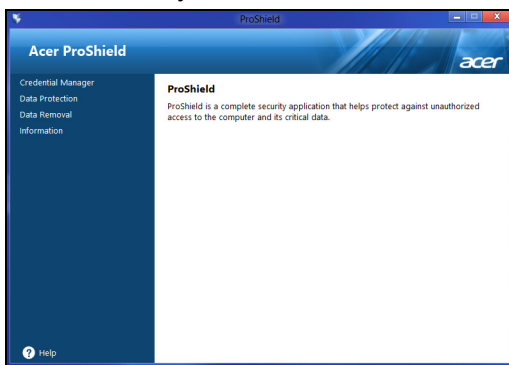 ProShield
Acer ProShield
acer
Credential Manager
Data Protection
Data Removal
Information
ProShield
ProShield is a complete security application that helps protect against unauthorized
access to the computer and its critical data.
? Help